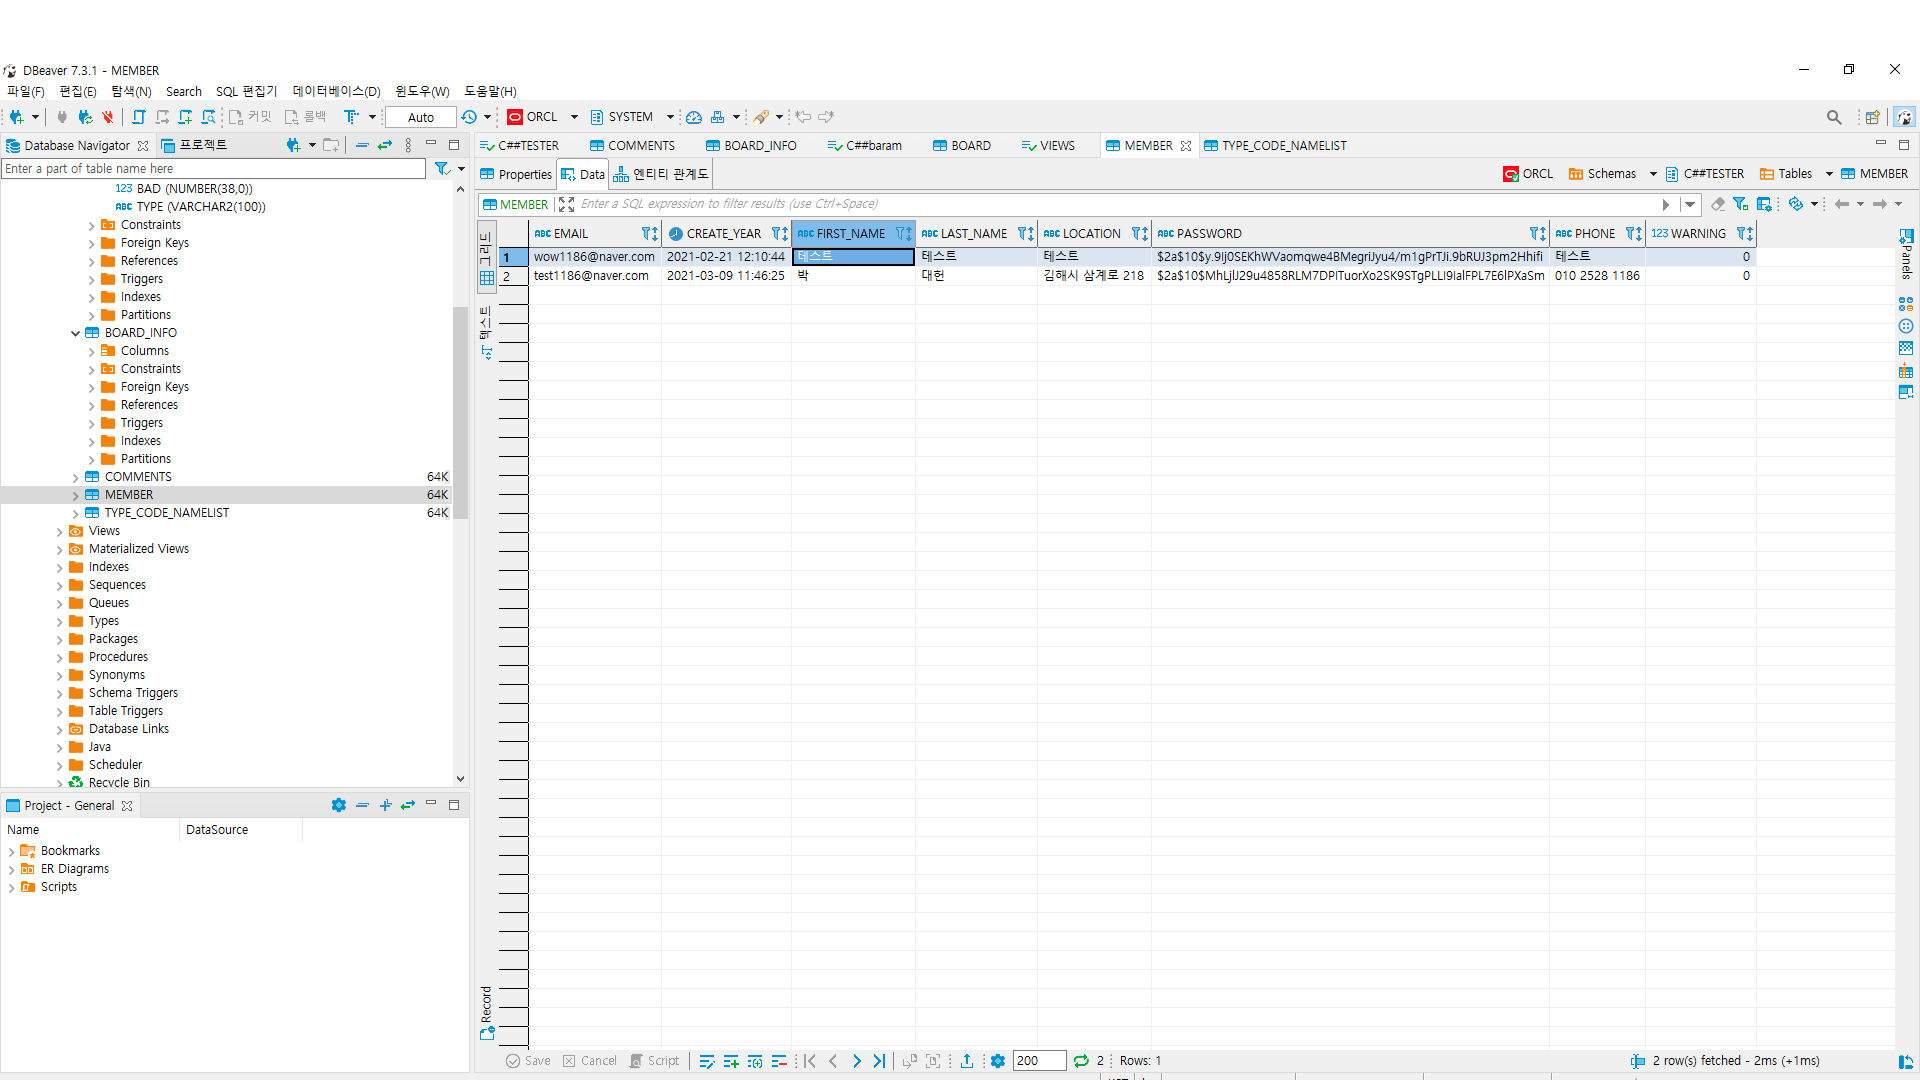 DBeaver 7.3.1 - MEMBER
파일(F) 편집(E) 탐색(N) Search SQL 편집기 데이터베이스(D) 윈도우(W) 도움말(H)
커밋 롤백 Auto ORCL SYSTEM
Database Navigator 프로젝트
Enter a part of table name here
BAD (NUMBER(38,0))
TYPE (VARCHAR2(100))
Constraints
Foreign Keys
References
Triggers
Indexes
Partitions
BOARD_INFO
Columns
Constraints
Foreign Keys
References
Triggers
Indexes
Partitions
COMMENTS 64K
MEMBER 64K
TYPE_CODE_NAMELIST 64K
Views
Materialized Views
Indexes
Sequences
Queues
Types
Packages
Procedures
Synonyms
Schema Triggers
Table Triggers
Database Links
Java
Scheduler
Recycle Bin
Project - General
Name DataSource
Bookmarks
ER Diagrams
Scripts
C##TESTER COMMENTS BOARD_INFO C##baram BOARD VIEWS MEMBER TYPE_CODE_NAMELIST
Properties Data 엔티티 관계도 ORCL Schemas C##TESTER Tables MEMBER
MEMBER Enter a SQL expression to filter results (use Ctrl+Space)
그리드
텍스트
Record
Panels
EMAIL CREATE_YEAR FIRST_NAME LAST_NAME LOCATION PASSWORD PHONE 123 WARNING
1 wow1186@naver.com 2021-02-21 12:10:44 테스트 테스트 테스트 테스트 0
2 test1186@naver.com 2021-03-09 11:46:25 박 대헌 김해시 삼계로 218 010 2528 1186 0
Save Cancel Script 200 2 Rows: 1 2 row(s) fetched - 2ms (+1ms)